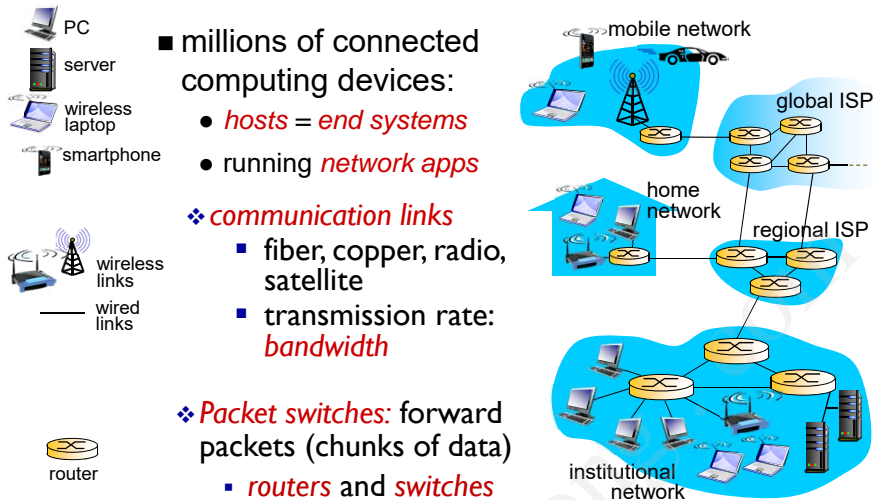 PC
server
wireless
laptop
smartphone
wireless
links
wired
links
router
■ millions of connected
computing devices:
● hosts = end systems
● running network apps
❖ communication links
▪ fiber, copper, radio,
satellite
▪ transmission rate:
bandwidth
❖ Packet switches: forward
packets (chunks of data)
▪ routers and switches
mobile network
global ISP
home
network
regional ISP
institutional
network